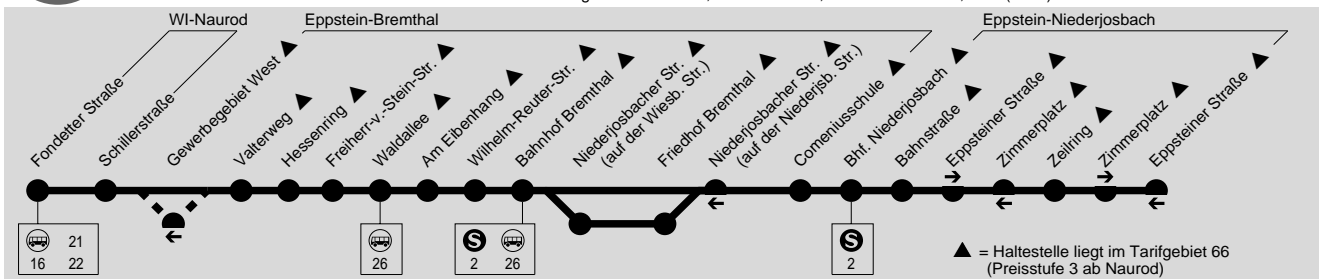 WI-Naurod
Eppstein-Bremthal
Eppstein-Niederjosbach
Fondetter Straße
Schillerstraße
Gewerbegebiet West
Valterweg
Hessenring
Freiherr-v.-Stein-Str.
Waldallee
Am Eibenhang
Wilhelm-Reuter-Str.
Bahnhof Bremthal
Niederjosbacher Str.
(auf der Wiesb. Str.)
Friedhof Bremthal
Niederjosbacher Str.
(auf der Niederjsb. Str.)
Comeniusschule
Bhf. Niederjosbach
Bahnstraße
Eppsteiner Straße
Zimmerplatz
Zeilring
Zimmerplatz
Eppsteiner Straße
21
16 22
26
S
2 26
S
2
= Haltestelle liegt im Tarifgebiet 66
(Preisstufe 3 ab Naurod)